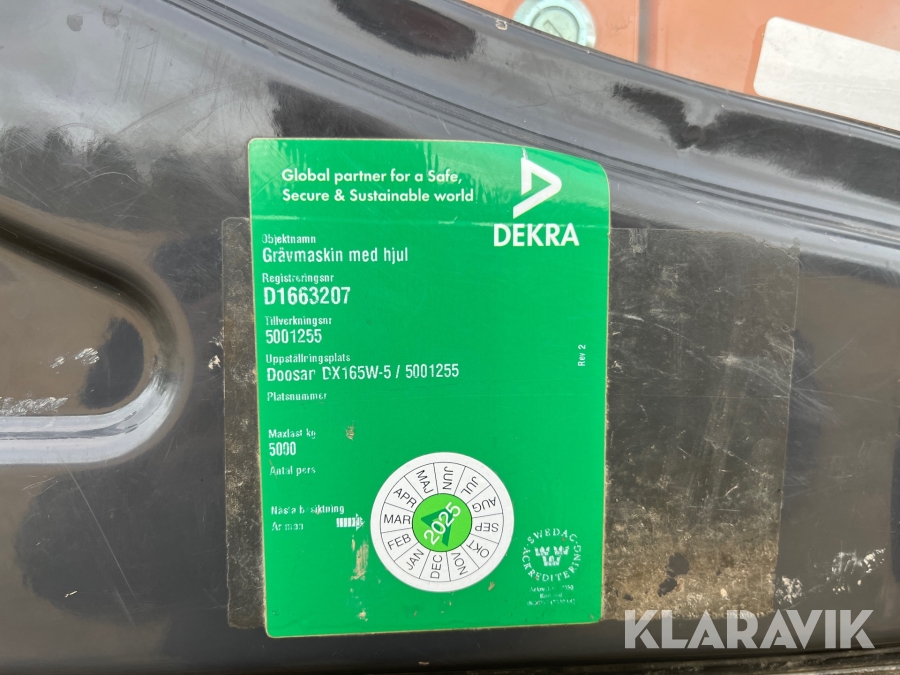 Global partner for a Safe,
Secure & Sustainable world
DEKRA
Objektnamn
Grävmaskin med hjul
Registreringsnr
D1663207
Tillverkningsnr
5001255
Uppställningsplats
Doosan DX165W-5 / 5001255
Platsnummer
Rev 2
Maxlast kg
5000
Antal pers
Nästa besiktning
År mån
JAN
FEB
MAR
APR
MAJ
JUN
JUL
AUG
SEP
OKT
NOV
DEC
2025
SWEDAC
ACKREDITERING
KLARAVIK